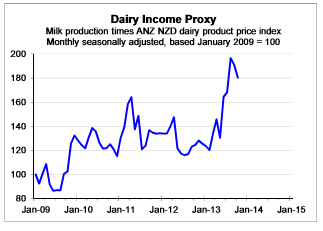 Dairy Income Proxy
Milk production times ANZ NZD dairy product price index
Monthly seasonally adjusted, based January 2009 = 100
200
180
160
140
120
100
80
Jan-09 Jan-10 Jan-11 Jan-12 Jan-13 Jan-14 Jan-15